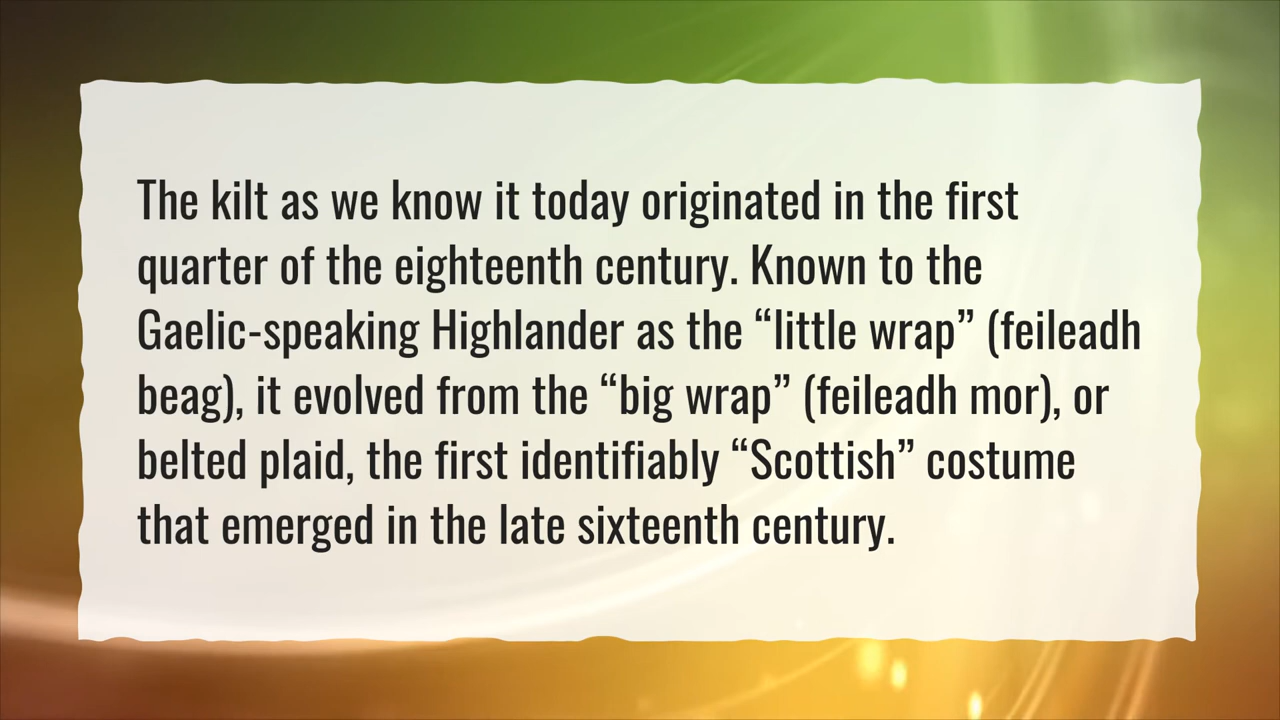 The kilt as we know it today originated in the first
quarter of the eighteenth century. Known to the
Gaelic-speaking Highlander as the “little wrap” (feileadh
beag), it evolved from the “big wrap” (feileadh mor), or
belted plaid, the first identifiably “Scottish” costume
that emerged in the late sixteenth century.